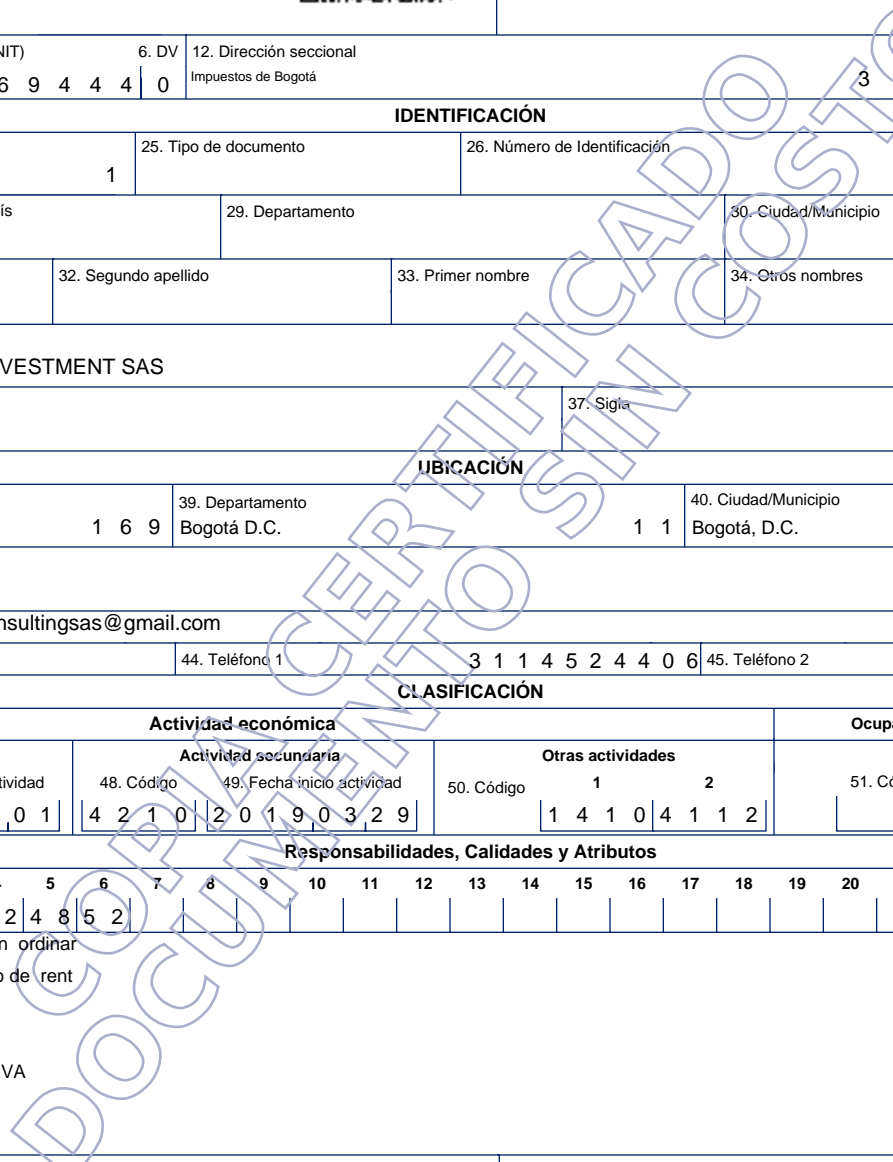 NIT) 6. DV 12. Dirección seccional
6 9 4 4 4 0 Impuestos de Bogotá 3
IDENTIFICACIÓN
25. Tipo de documento 26. Número de Identificación
1
ís 29. Departamento 30. Ciudad/Municipio
32. Segundo apellido 33. Primer nombre 34. Otros nombres
VESTMENT SAS
37. Sigla
UBICACIÓN
39. Departamento 40. Ciudad/Municipio
1 6 9 Bogotá D.C. 1 1 Bogotá, D.C.
nsultingsas@gmail.com
44. Teléfono 1 3 1 1 4 5 2 4 4 0 6 45. Teléfono 2
CLASIFICACIÓN
Actividad económica Ocupa
Actividad secundaria Otras actividades
tividad 48. Código 49. Fecha inicio actividad 50. Código 1 2 51. Có
0 1 4 2 1 0 2 0 1 9 0 3 2 9 1 4 1 0 4 1 1 2
Responsabilidades, Calidades y Atributos
5 6 7 8 9 10 11 12 13 14 15 16 17 18 19 20
2 4 8 5 2
n ordinar
o de rent
VA
COPIA CERTIFICADO
DOCUMENTO SIN COSTO